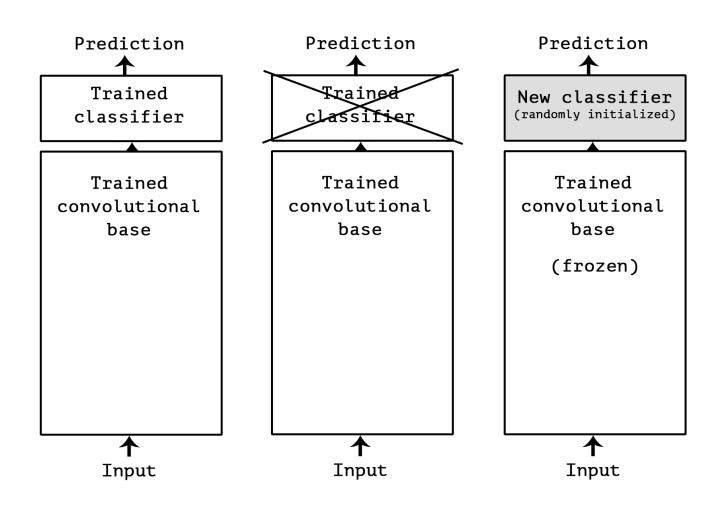 Prediction
Trained
classifier
Trained
convolutional
base
Input
Prediction
Trained
classifier
Trained
convolutional
base
Input
Prediction
New classifier
(randomly initialized)
Trained
convolutional
base
(frozen)
Input